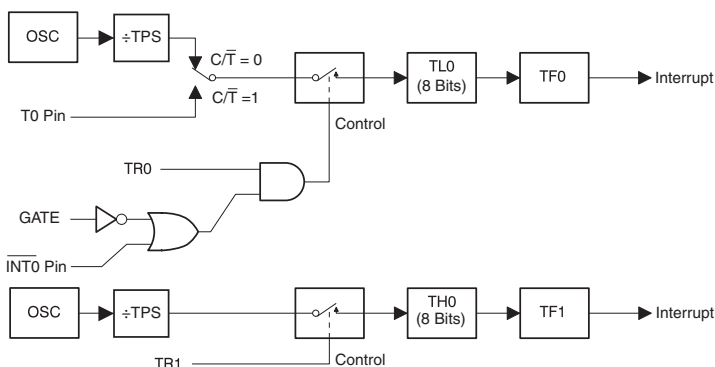 OSC
÷TPS
C/T̅ = 0
TL0
(8 Bits)
TF0
Interrupt
C/T̅ =1
T0 Pin
Control
TR0
GATE
I̅N̅T̅0̅ Pin
OSC
÷TPS
TH0
(8 Bits)
TF1
Interrupt
TR1
Control